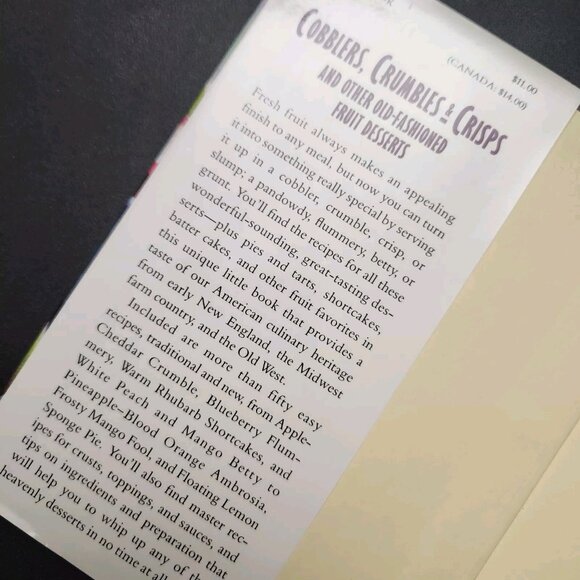 $11.00
(CANADA: $14.00)
COBBLERS, CRUMBLES & CRISPS
AND OTHER OLD-FASHIONED
FRUIT DESSERTS
Fresh fruit always makes an appealing
finish to any meal, but now you can turn
it into something really special by serving
it up in a cobbler, crumble, crisp, or
slump; a pandowdy, flummery, betty, or
grunt. You'll find the recipes for all these
wonderful-sounding, great-tasting des-
serts—plus pies and tarts, shortcakes,
batter cakes, and other fruit favorites in
this unique little book that provides a
taste of our American culinary heritage
from early New England, the Midwest
farm country, and the Old West.
Included are more than fifty easy
recipes, traditional and new, from Apple-
Cheddar Crumble, Blueberry Flum-
mery, Warm Rhubarb Shortcakes, and
White Peach and Mango Betty to
Pineapple–Blood Orange Ambrosia,
Frosty Mango Fool, and Floating Lemon
Sponge Pie. You'll also find master rec-
ipes for crusts, toppings, and sauces, and
tips on ingredients and preparation that
will help you to whip up any of the
heavenly desserts in no time at all